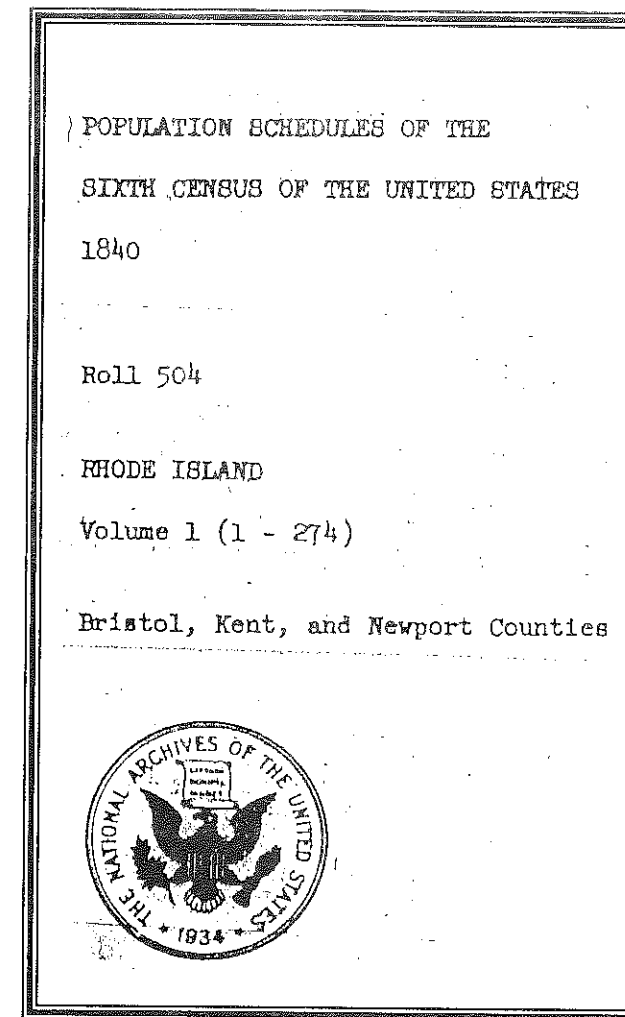 POPULATION SCHEDULES OF THE
SIXTH CENSUS OF THE UNITED STATES
1840
Roll 504
RHODE ISLAND
Volume 1 (1 - 274)
Bristol, Kent, and Newport Counties
THE NATIONAL ARCHIVES OF THE UNITED STATES
* 1934 *